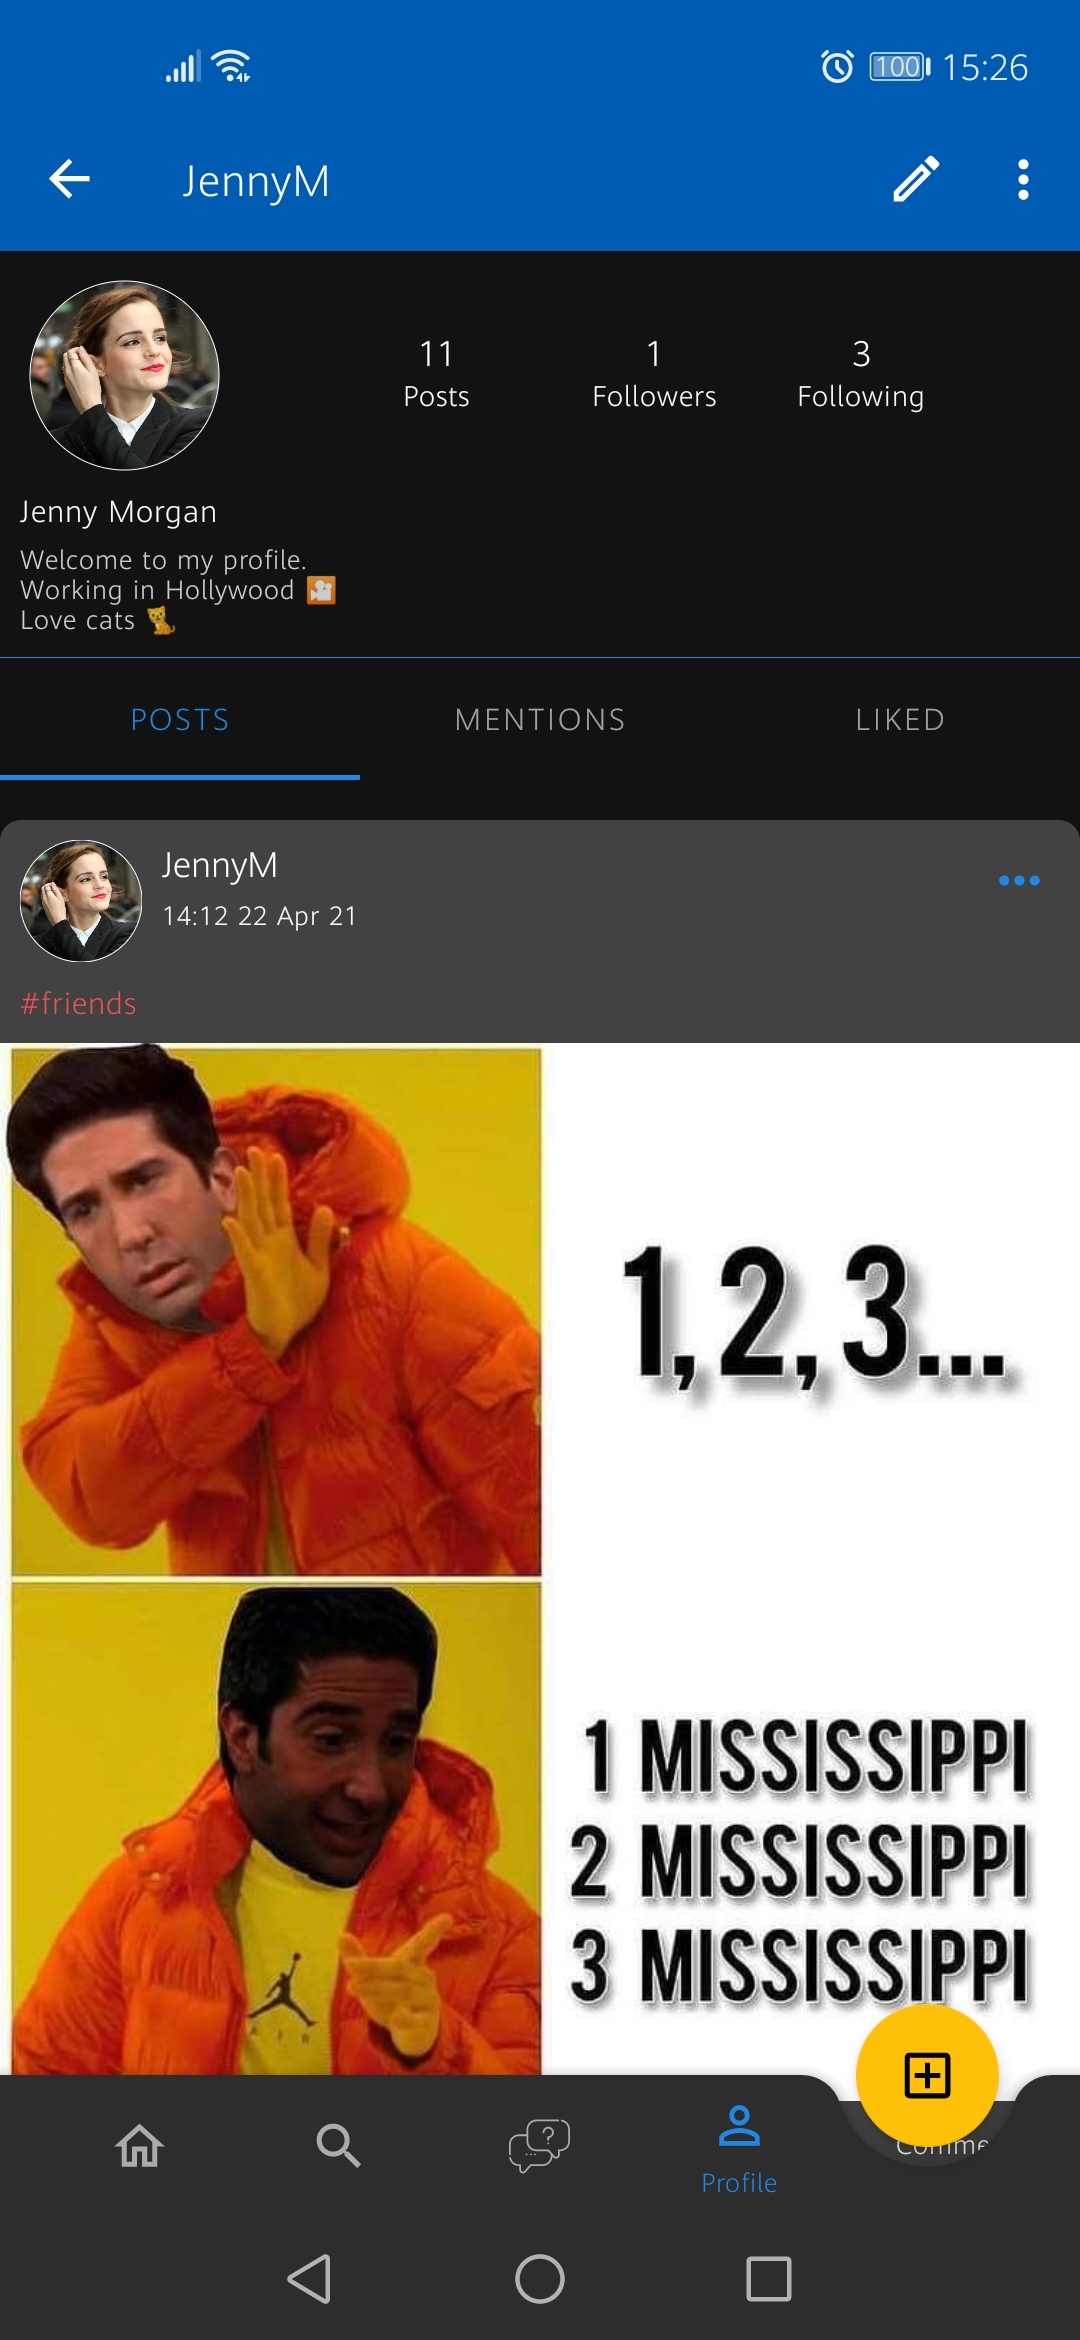 100 15:26
JennyM
11 1 3
Posts Followers Following
Jenny Morgan
Welcome to my profile.
Working in Hollywood 🎦
Love cats 🐈
POSTS MENTIONS LIKED
JennyM
14:12 22 Apr 21
#friends
1, 2, 3...
1 MISSISSIPPI
2 MISSISSIPPI
3 MISSISSIPPI
AIR
Profile